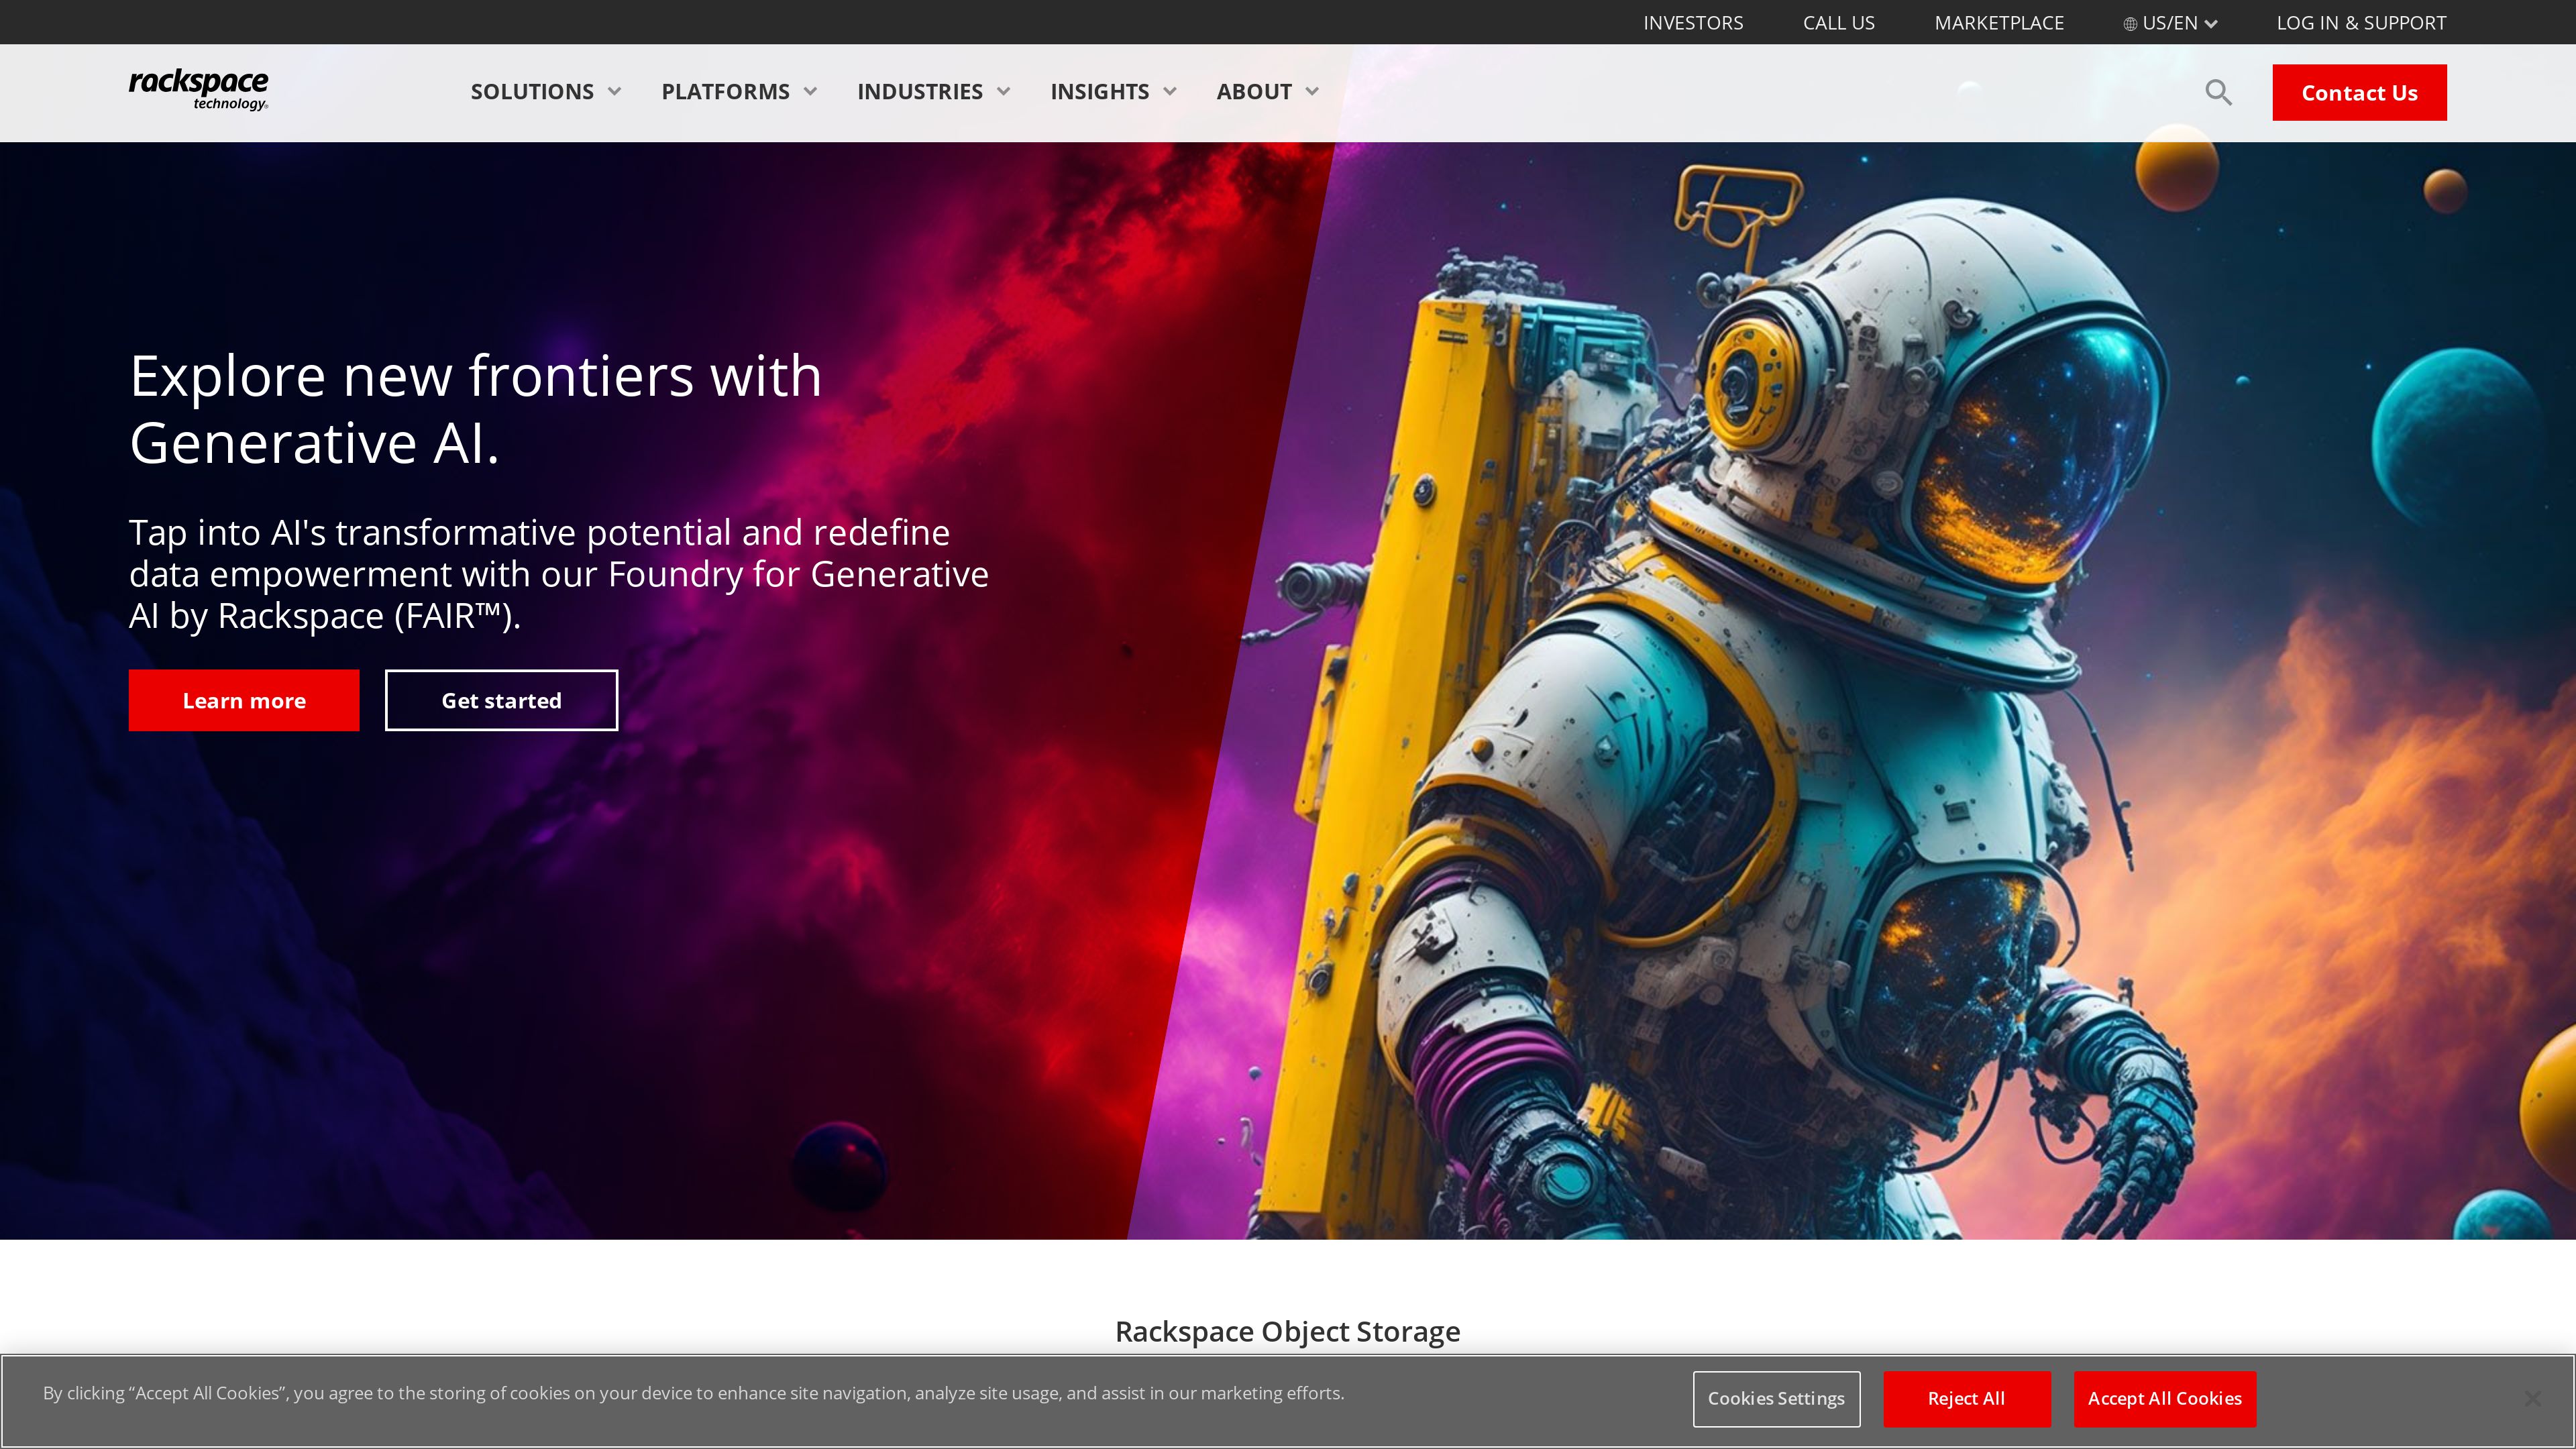 INVESTORS
CALL US
MARKETPLACE
US/EN
LOG IN & SUPPORT
rackspace
technology®
SOLUTIONS
PLATFORMS
INDUSTRIES
INSIGHTS
ABOUT
Contact Us
Explore new frontiers with
Generative AI.
Tap into AI's transformative potential and redefine
data empowerment with our Foundry for Generative
AI by Rackspace (FAIR™).
Learn more
Get started
Rackspace Object Storage
By clicking “Accept All Cookies”, you agree to the storing of cookies on your device to enhance site navigation, analyze site usage, and assist in our marketing efforts.
Cookies Settings
Reject All
Accept All Cookies